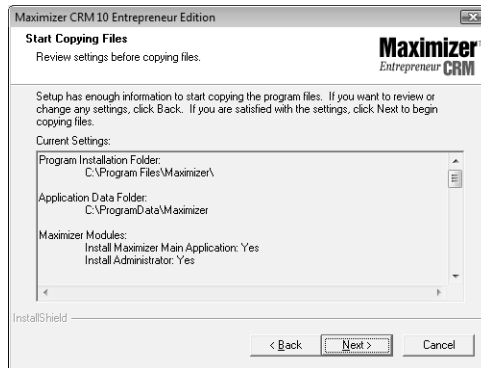 Maximizer CRM 10 Entrepreneur Edition
Start Copying Files
Review settings before copying files.
Maximizer
Entrepreneur CRM
Setup has enough information to start copying the program files. If you want to review or
change any settings, click Back. If you are satisfied with the settings, click Next to begin
copying files.
Current Settings:
Program Installation Folder:
C:\Program Files\Maximizer\
Application Data Folder:
C:\ProgramData\Maximizer
Maximizer Modules:
Install Maximizer Main Application: Yes
Install Administrator: Yes
InstallShield
< Back
Next >
Cancel